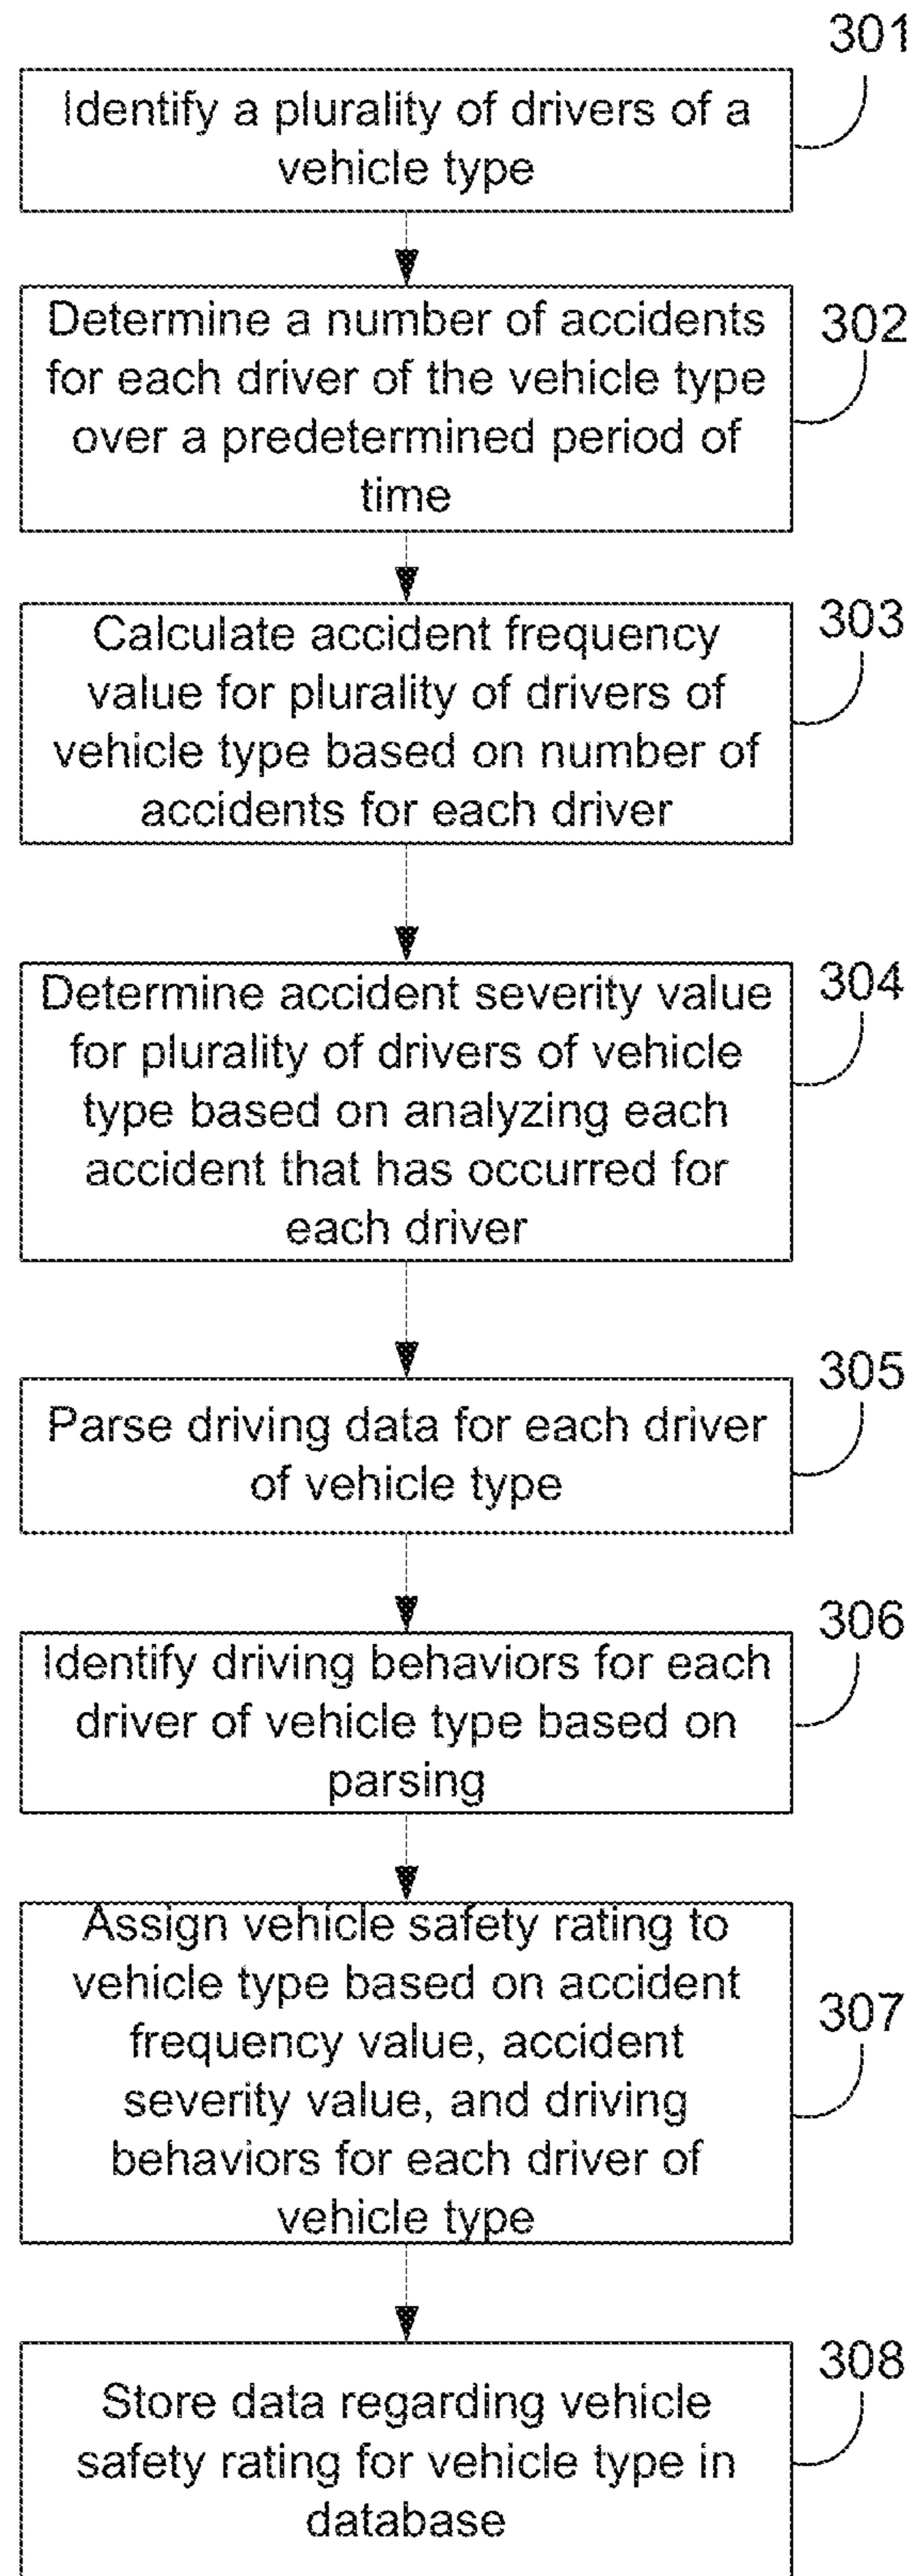 301
Identify a plurality of drivers of a
vehicle type
302
Determine a number of accidents
for each driver of the vehicle type
over a predetermined period of
time
303
Calculate accident frequency
value for plurality of drivers of
vehicle type based on number of
accidents for each driver
304
Determine accident severity value
for plurality of drivers of vehicle
type based on analyzing each
accident that has occurred for
each driver
305
Parse driving data for each driver
of vehicle type
306
Identify driving behaviors for each
driver of vehicle type based on
parsing
307
Assign vehicle safety rating to
vehicle type based on accident
frequency value, accident
severity value, and driving
behaviors for each driver of
vehicle type
308
Store data regarding vehicle
safety rating for vehicle type in
database